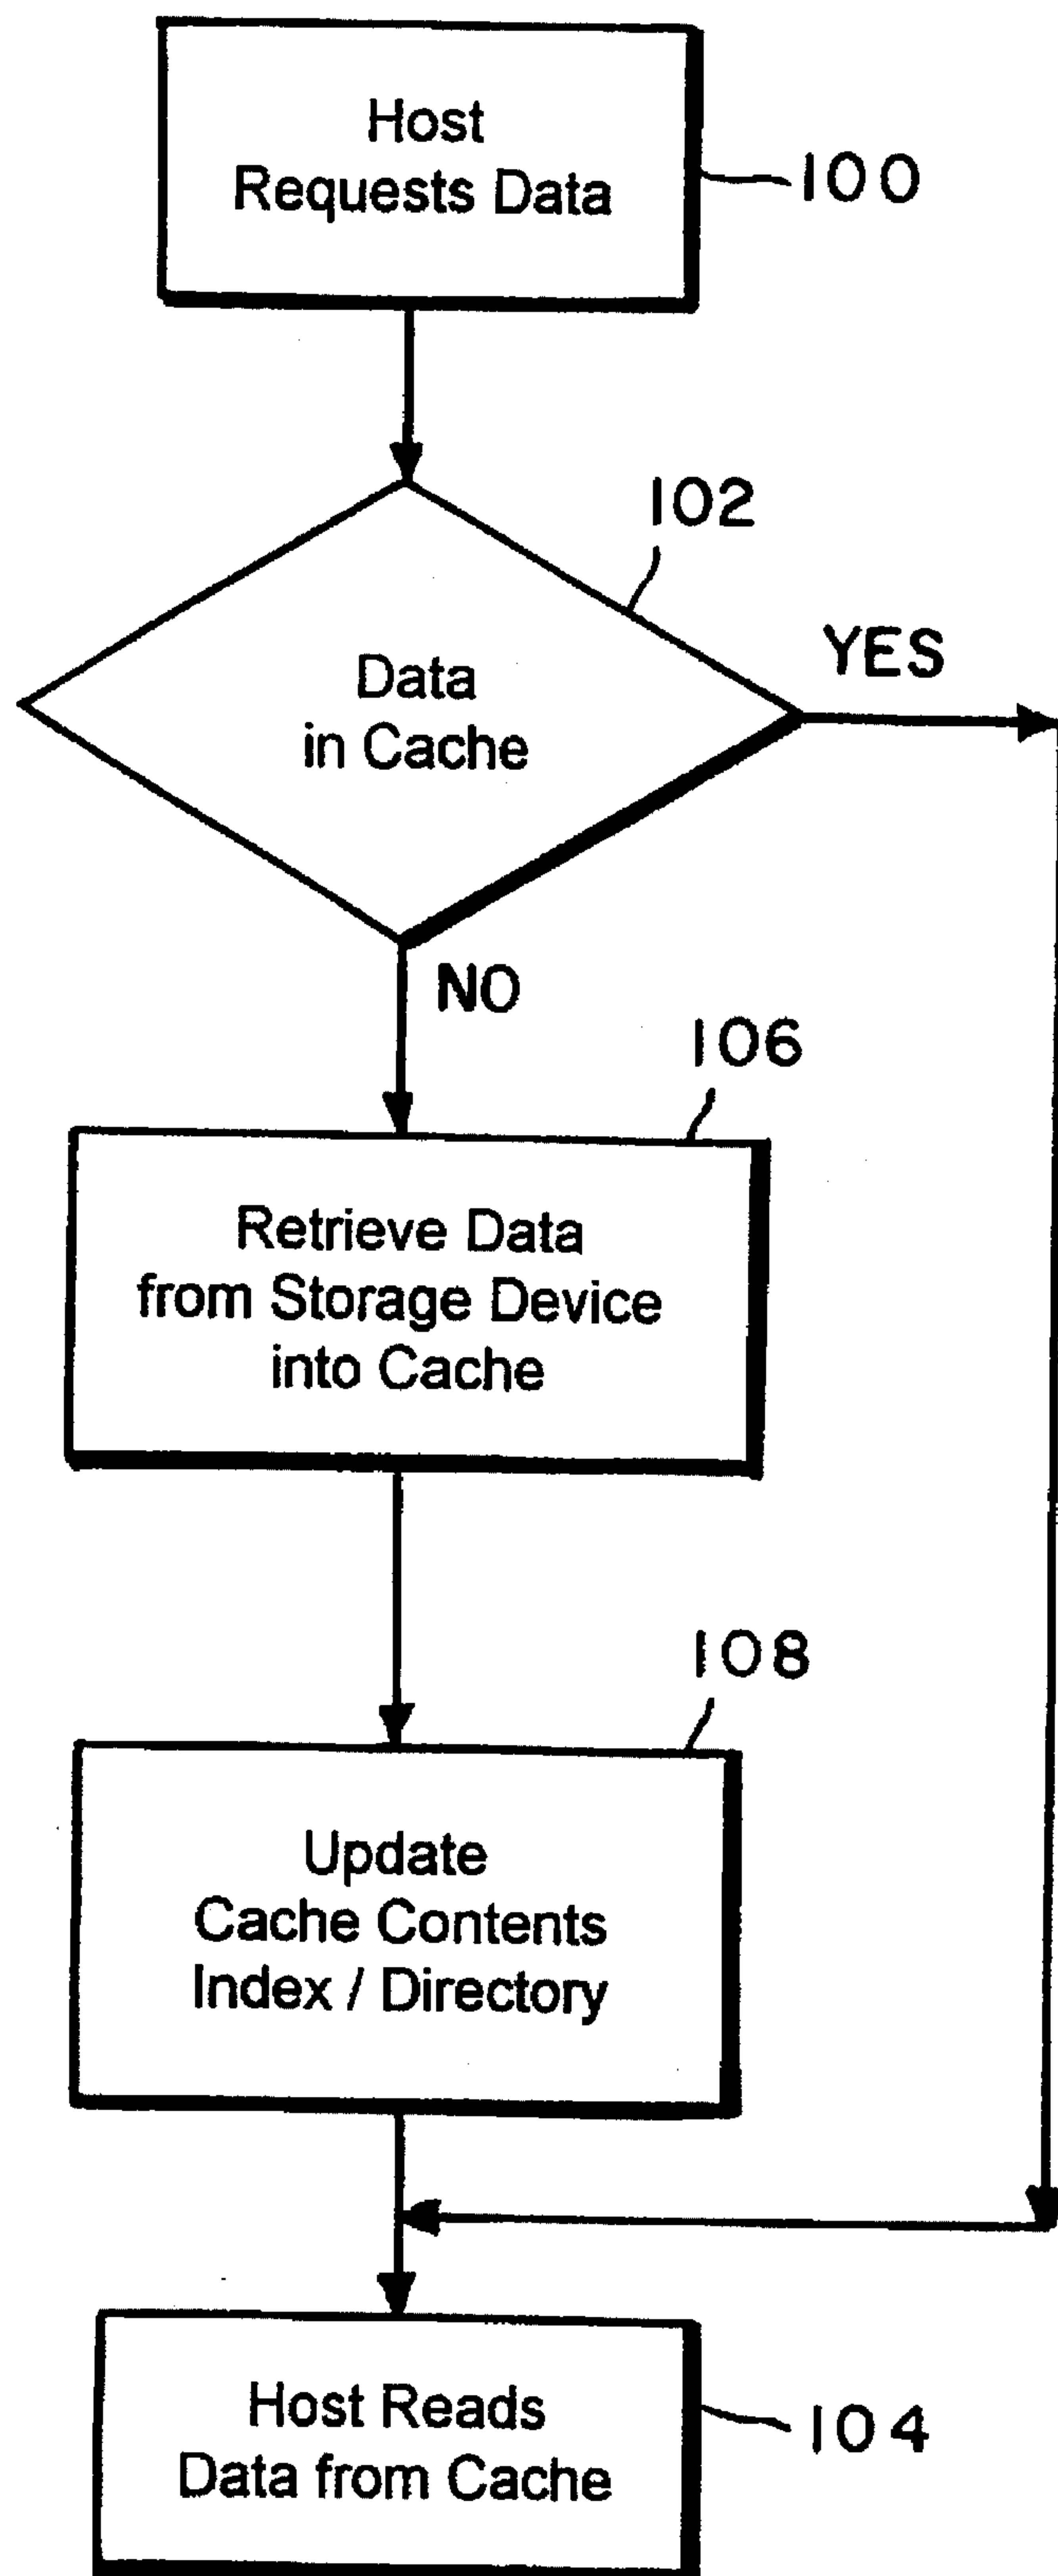 Host
Requests Data
100
102
Data
in Cache
YES
NO
106
Retrieve Data
from Storage Device
into Cache
108
Update
Cache Contents
Index / Directory
Host Reads
Data from Cache
104